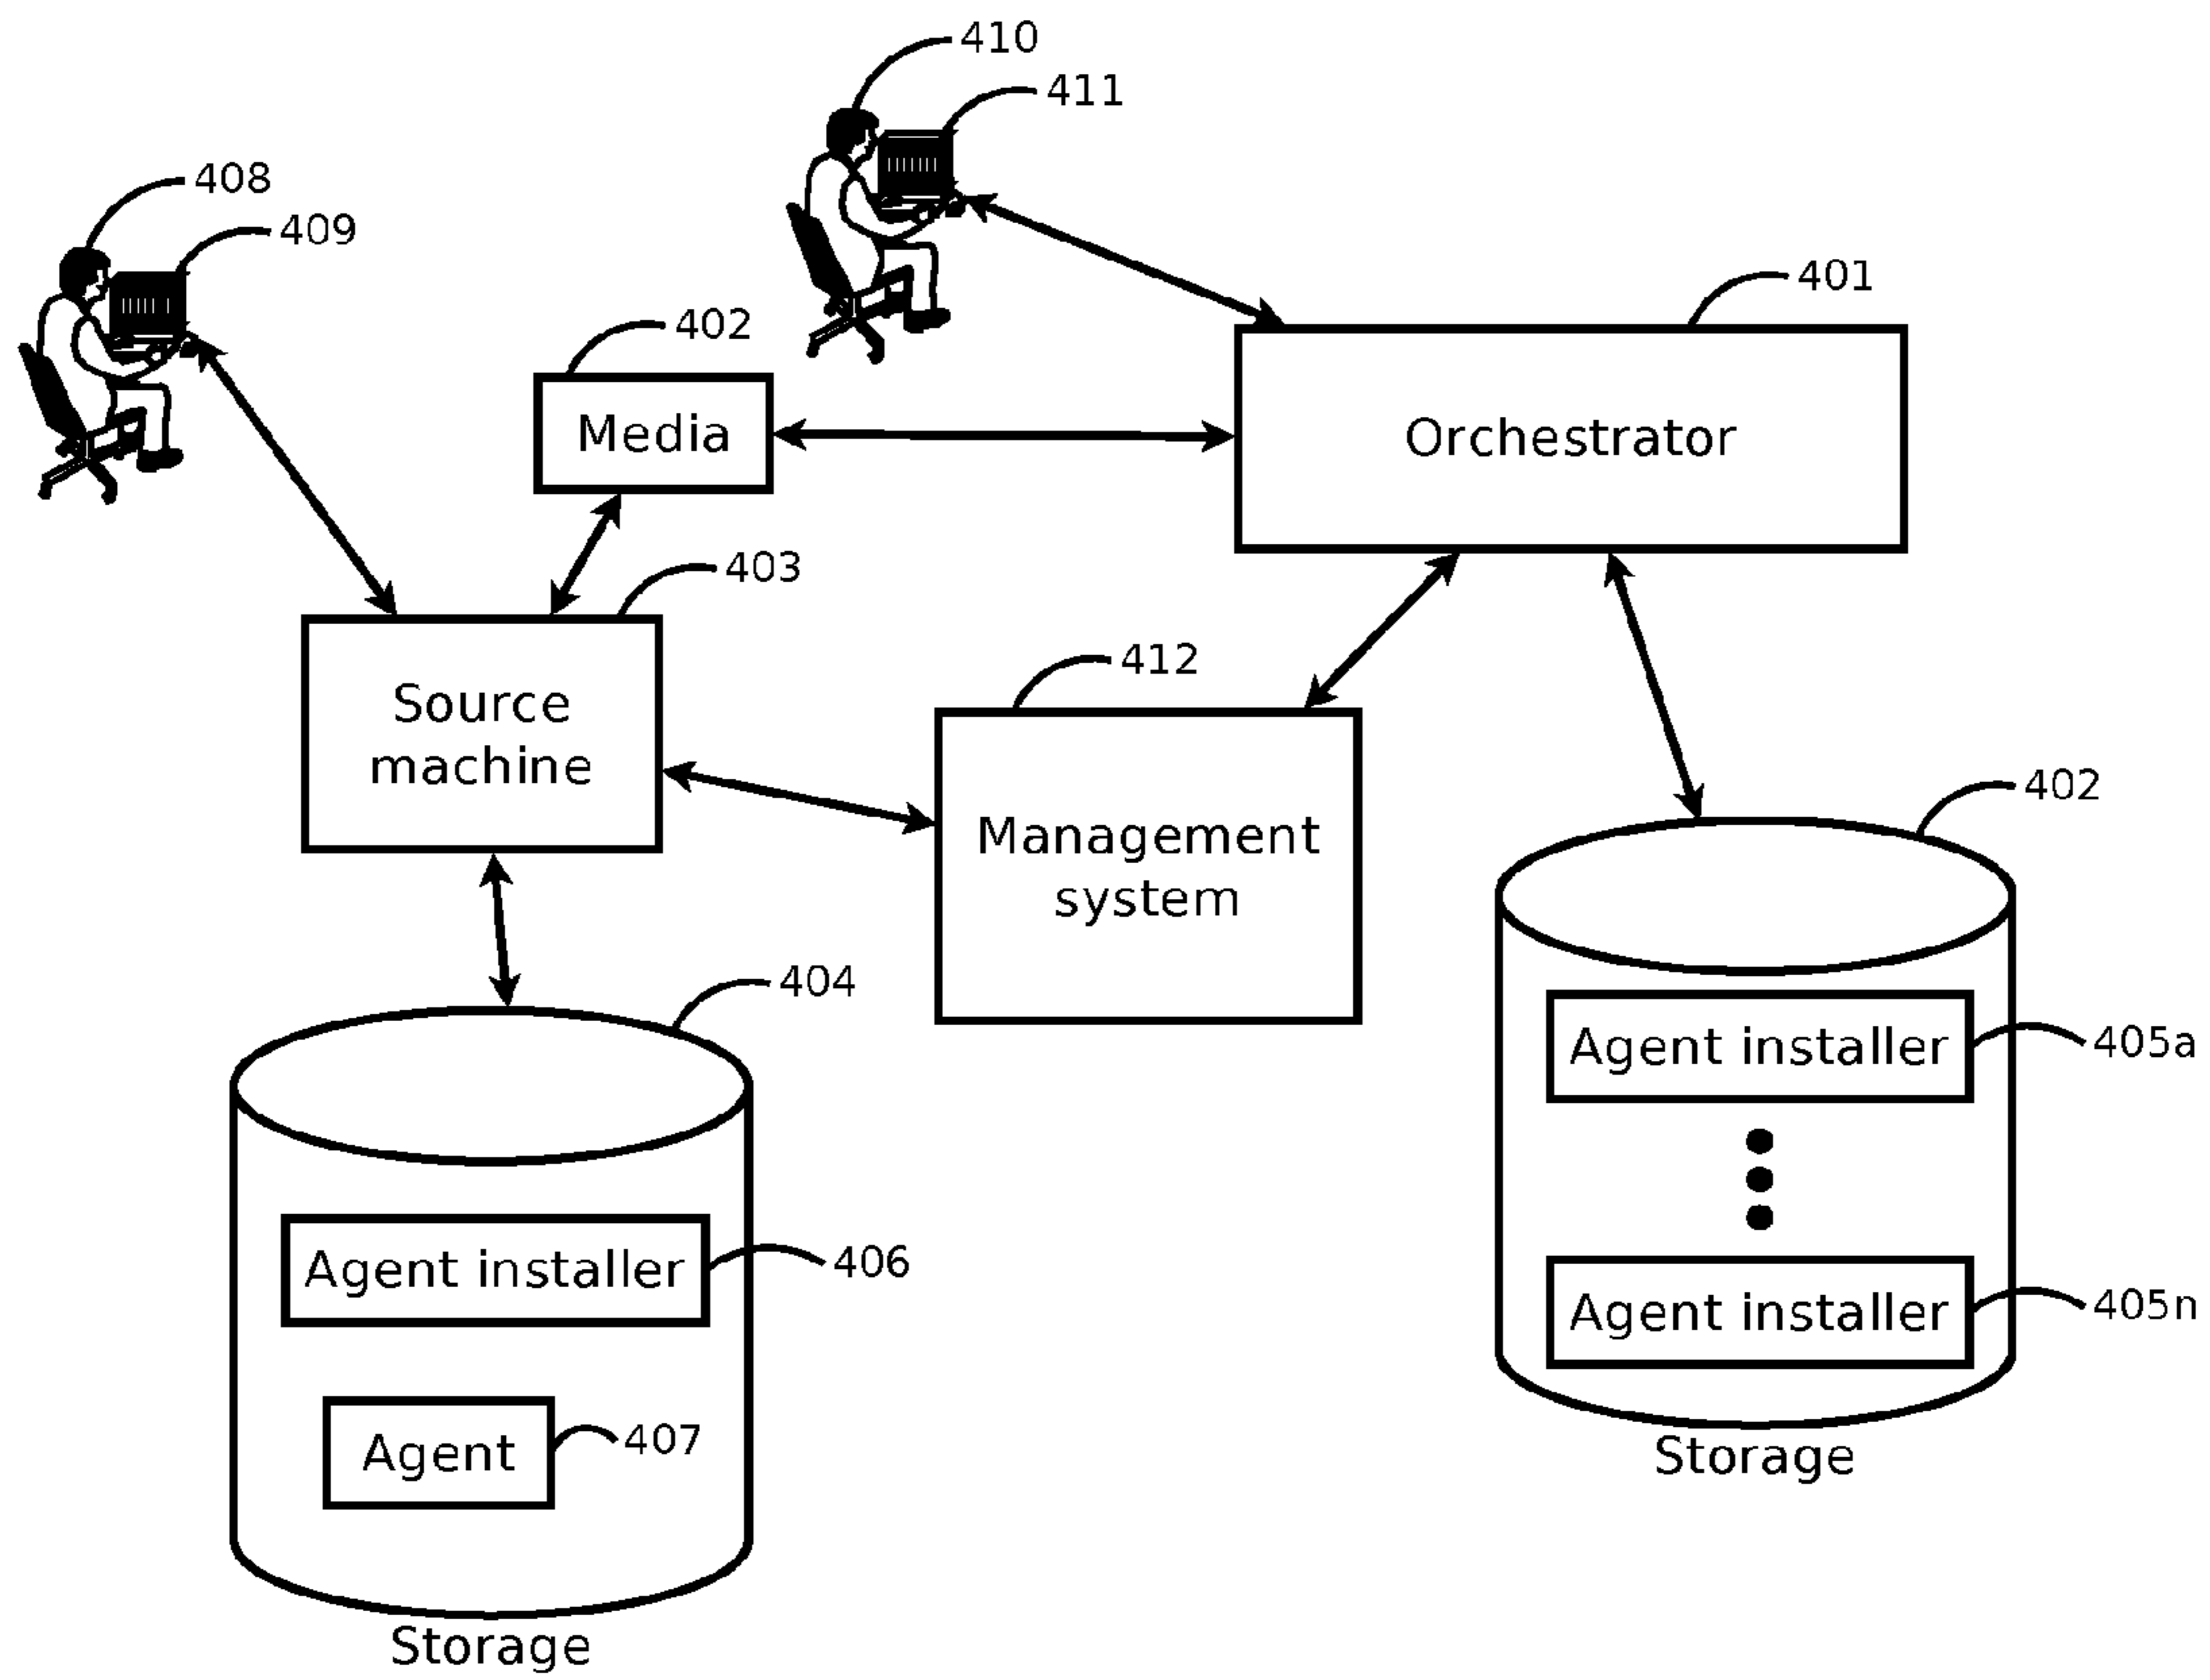 410
411
408
409
401
402
Media
Orchestrator
403
412
Source
machine
402
Management
system
404
Agent installer
405a
Agent installer
406
Agent installer
405n
Agent
407
Storage
Storage